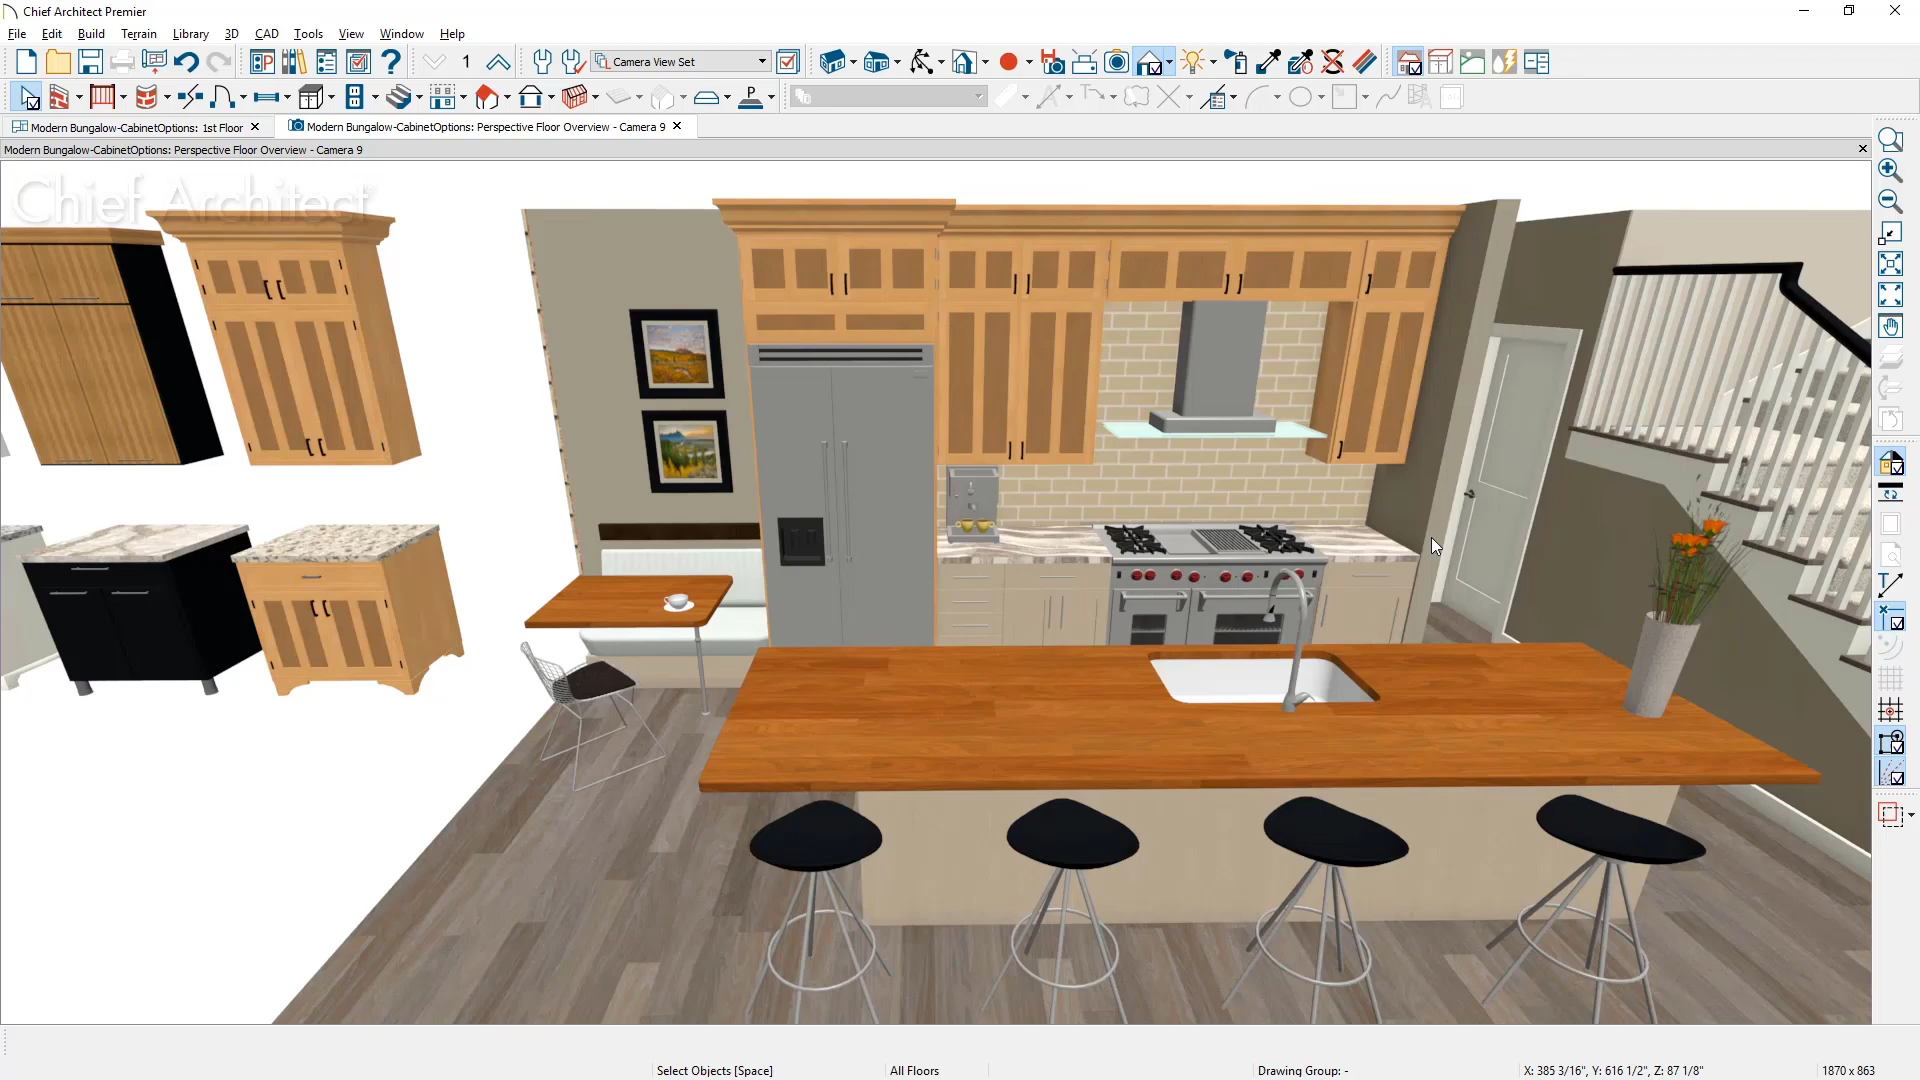 Chief Architect Premier
File Edit Build Terrain Library 3D CAD Tools View Window Help
1 Camera View Set
Modern Bungalow-CabinetOptions: 1st Floor Modern Bungalow-CabinetOptions: Perspective Floor Overview - Camera 9
Modern Bungalow-CabinetOptions: Perspective Floor Overview - Camera 9
Chief Architect
Select Objects [Space] All Floors Drawing Group: - X: 385 3/16", Y: 616 1/2", Z: 87 1/8" 1870 x 863